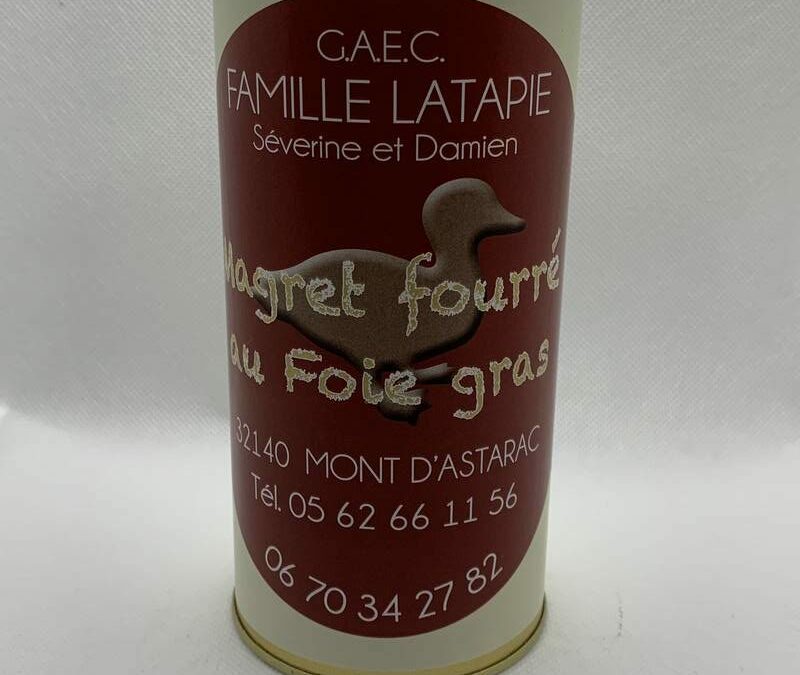 G.A.E.C.
FAMILLE LATAPIE
Séverine et Damien
Magret fourré
au Foie gras
32140 MONT D'ASTARAC
Tél. 05 62 66 11 56
06 70 34 27 82